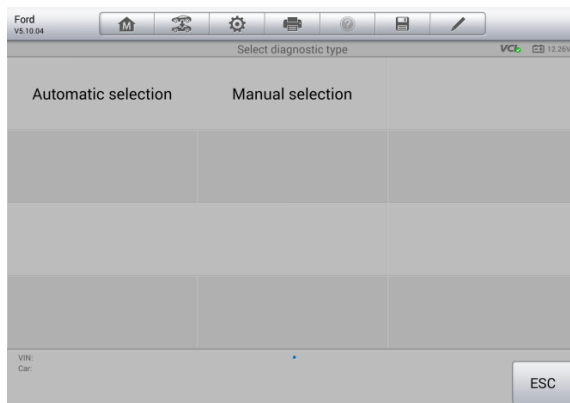 Ford
V5.10.04
M
Select diagnostic type
VCI
12.26V
Automatic selection
Manual selection
VIN:
Car:
ESC